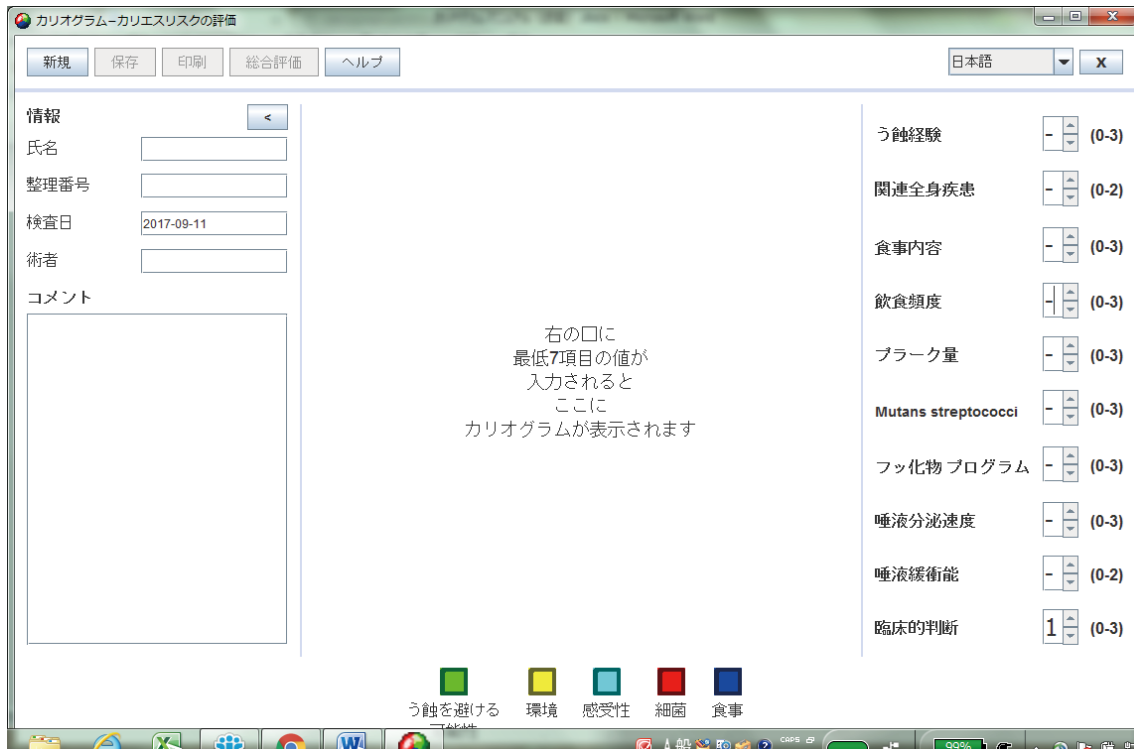 カリオグラム-カリエスリスクの評価
新規 保存 印刷 総合評価 ヘルプ 日本語 X
情報 <
氏名
整理番号
検査日 2017-09-11
術者
コメント
右の口に
最低7項目の値が
入力されると
ここに
カリオグラムが表示されます
う蝕経験 - (0-3)
関連全身疾患 - (0-2)
食事内容 - (0-3)
飲食頻度 - (0-3)
プラーク量 - (0-3)
Mutans streptococci - (0-3)
フッ化物 プログラム - (0-3)
唾液分泌速度 - (0-3)
唾液緩衝能 - (0-2)
臨床的判断 1 (0-3)
う蝕を避ける 環境 感受性 細菌 食事
可能性
CAPS
99%